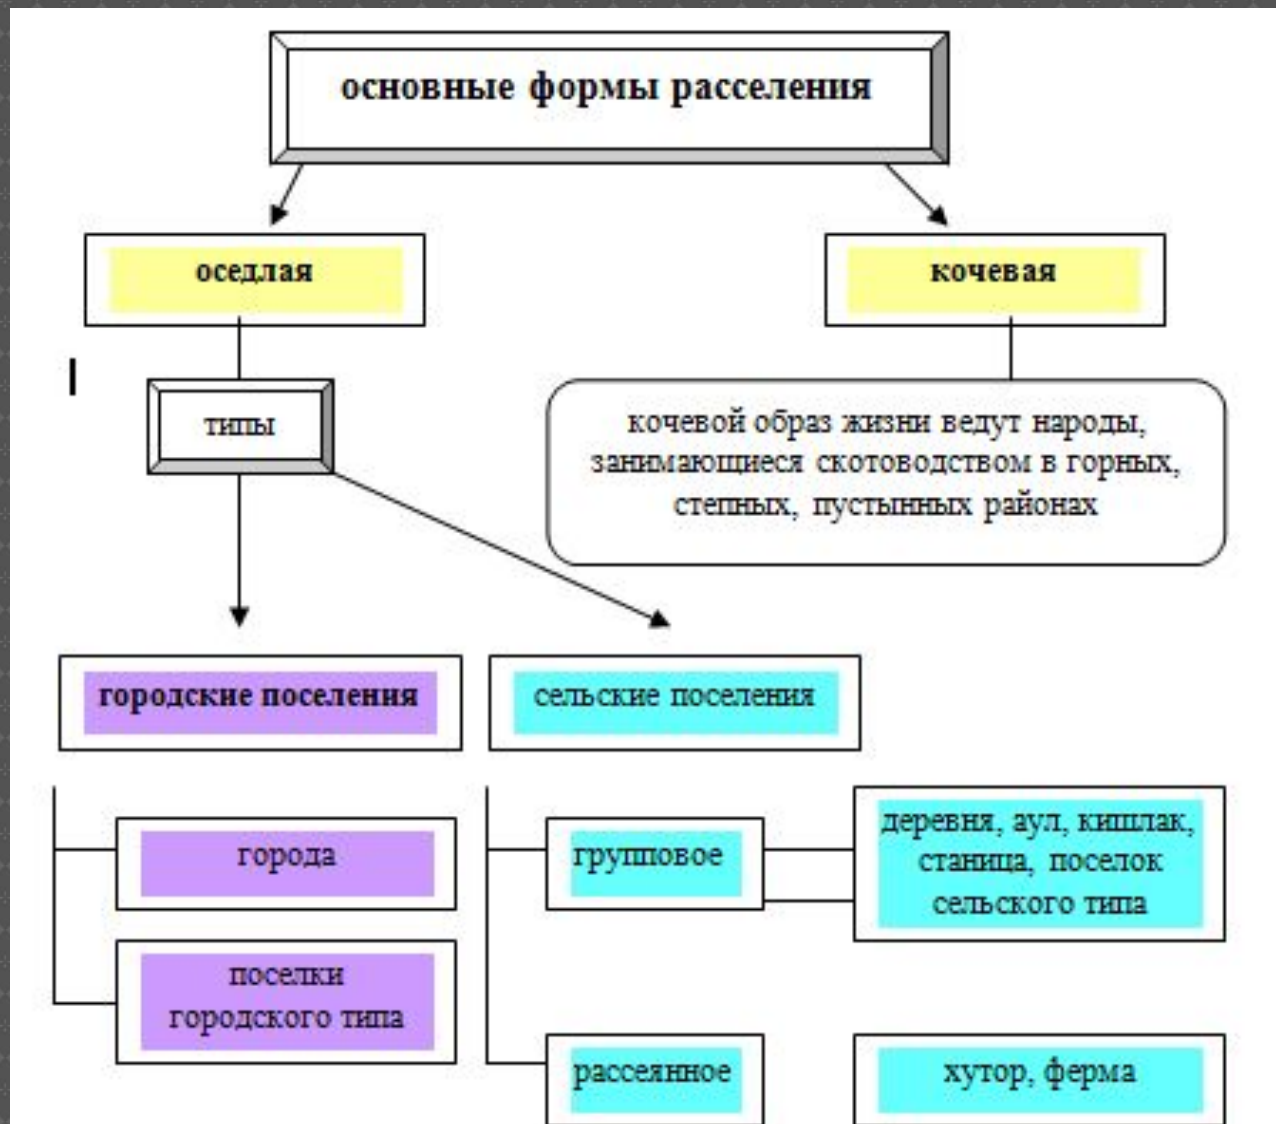 основные формы расселения
оседлая
кочевая
типы
кочевой образ жизни ведут народы,
занимающиеся скотоводством в горных,
степных, пустынных районах
городские поселения
сельские поселения
города
поселки
городского типа
групповое
деревня, аул, кишлак,
станица, поселок
сельского типа
рассеянное
хутор, ферма